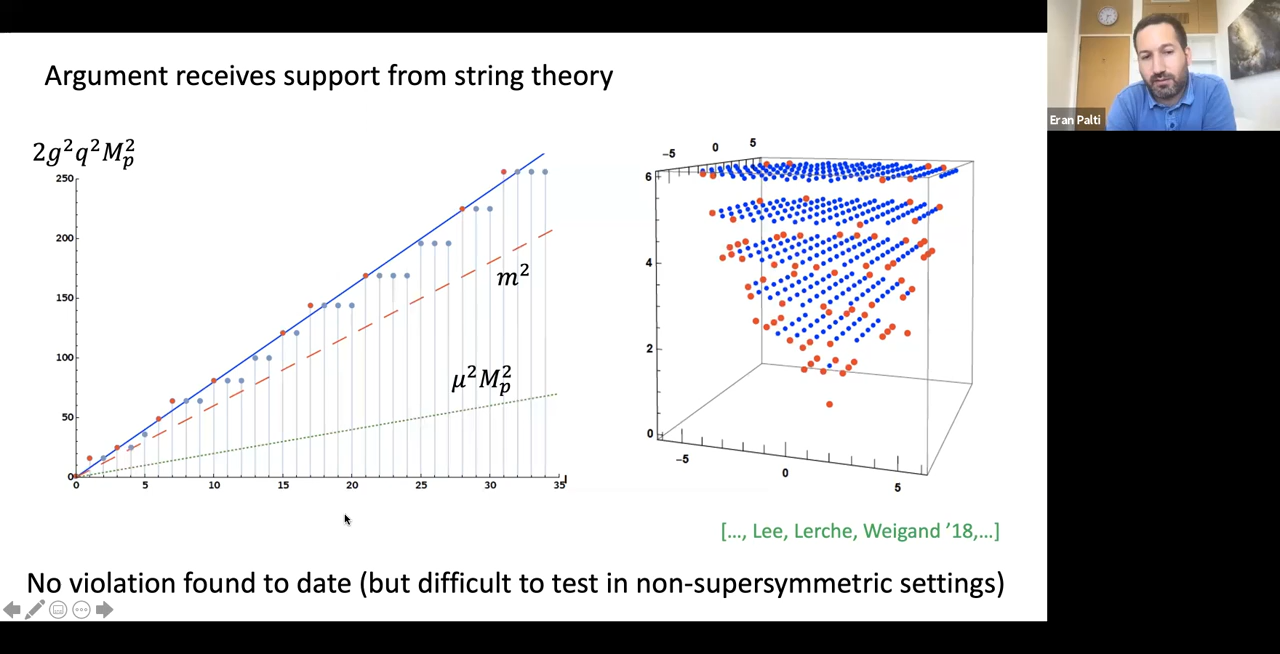 Argument receives support from string theory
2g²q²M_p²
250
200
150
100
50
0
0 5 10 15 20 25 30 35
m²
μ²M_p²
-5 0 5
6
4
2
0
-5 0 5
[…, Lee, Lerche, Weigand ’18,…]
No violation found to date (but difficult to test in non-supersymmetric settings)
Eran Palti